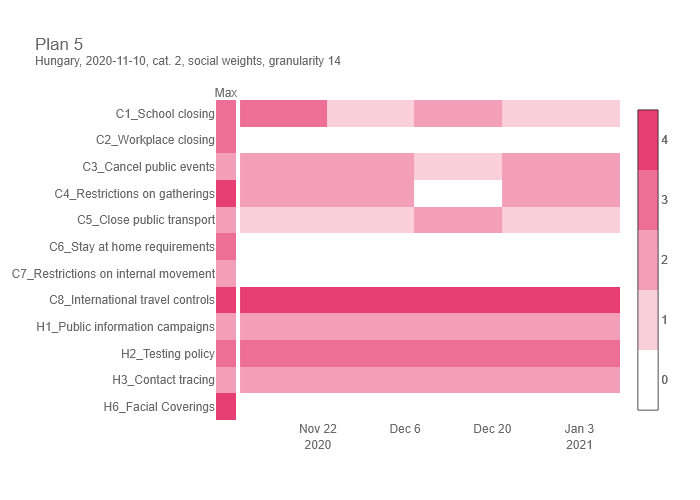 Plan 5
Hungary, 2020-11-10, cat. 2, social weights, granularity 14
Max
C1_School closing
C2_Workplace closing
C3_Cancel public events
C4_Restrictions on gatherings
C5_Close public transport
C6_Stay at home requirements
C7_Restrictions on internal movement
C8_International travel controls
H1_Public information campaigns
H2_Testing policy
H3_Contact tracing
H6_Facial Coverings
4
3
2
1
0
Nov 22 Dec 6 Dec 20 Jan 3
2020 2021